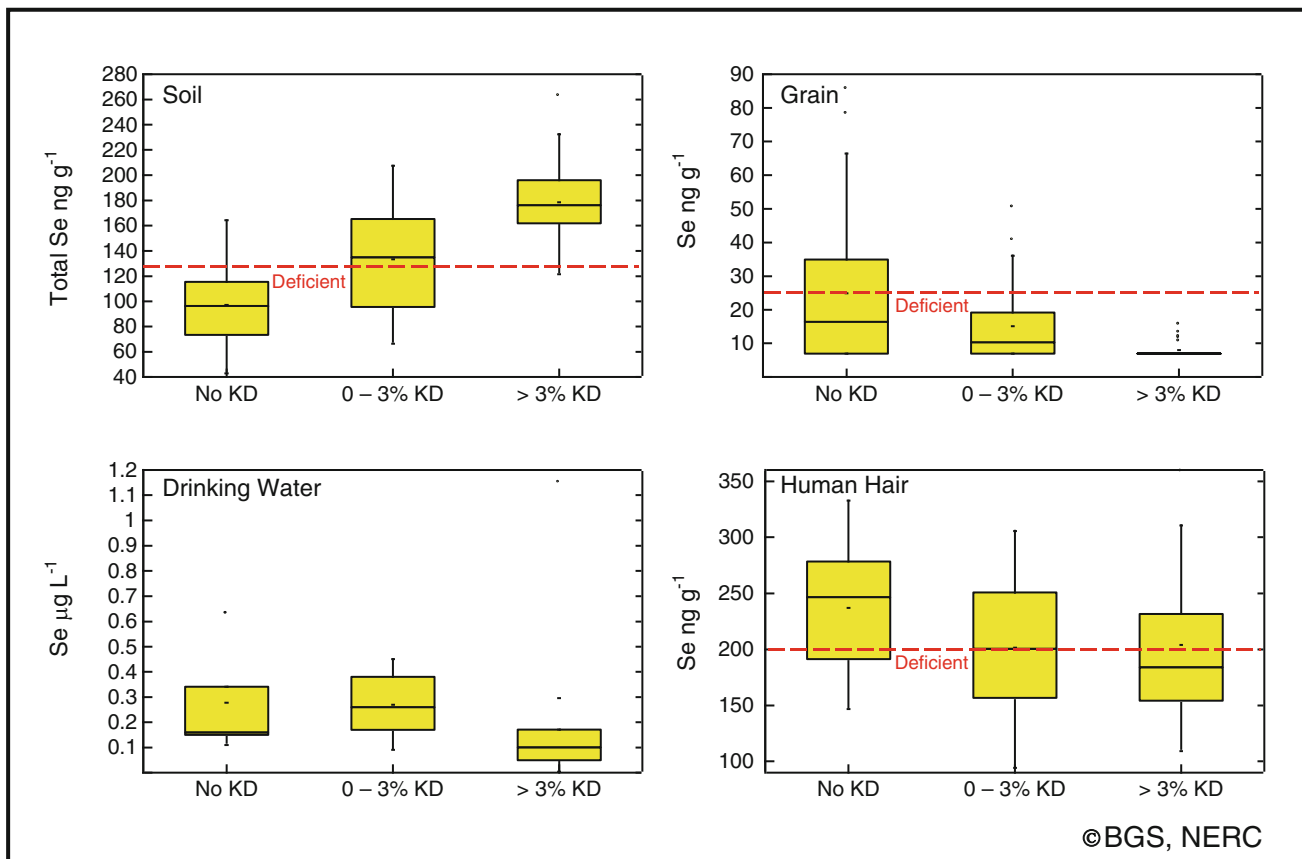 Soil
Total Se ng g⁻¹
280
260
240
220
200
180
160
140
120
100
80
60
40
Deficient
No KD
0 – 3% KD
> 3% KD
Grain
Se ng g⁻¹
90
80
70
60
50
40
30
20
10
Deficient
No KD
0 – 3% KD
> 3% KD
Drinking Water
Se µg L⁻¹
1.2
1.1
1
0.9
0.8
0.7
0.6
0.5
0.4
0.3
0.2
0.1
No KD
0 – 3% KD
> 3% KD
Human Hair
Se ng g⁻¹
350
300
250
200
150
100
Deficient
No KD
0 – 3% KD
> 3% KD
©BGS, NERC